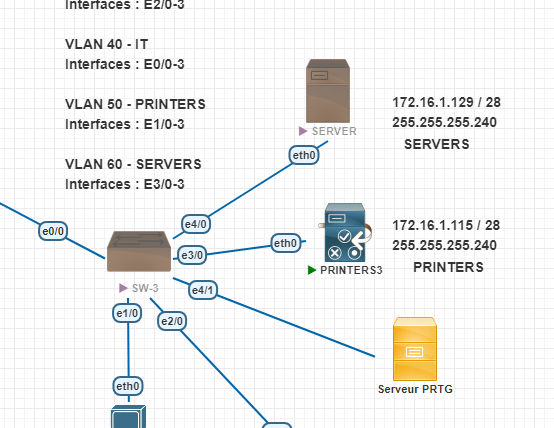 Interfaces : E2/0-3
VLAN 40 - IT
Interfaces : E0/0-3
VLAN 50 - PRINTERS
Interfaces : E1/0-3
VLAN 60 - SERVERS
Interfaces : E3/0-3
172.16.1.129 / 28
255.255.255.240
SERVERS
SERVER
eth0
e4/0
e0/0
e3/0
eth0
172.16.1.115 / 28
255.255.255.240
PRINTERS
PRINTERS3
SW-3
e4/1
e1/0
e2/0
Serveur PRTG
eth0